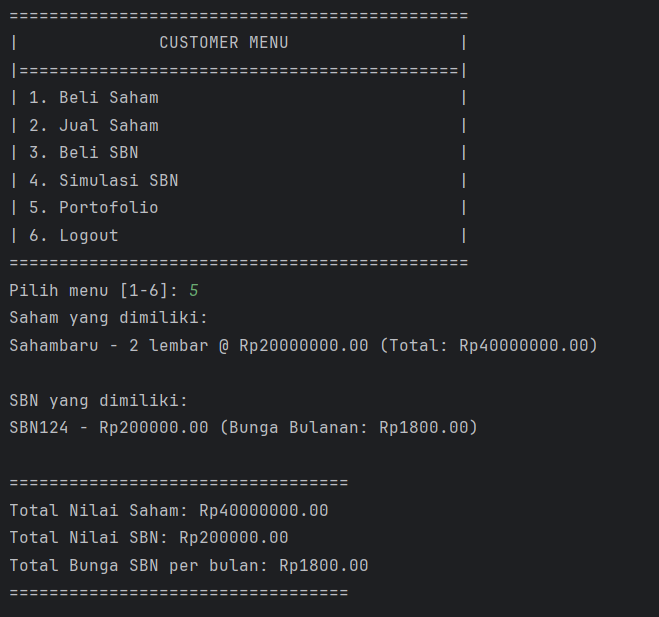 ==============================================
|              CUSTOMER MENU                 |
|============================================|
| 1. Beli Saham                              |
| 2. Jual Saham                              |
| 3. Beli SBN                                |
| 4. Simulasi SBN                            |
| 5. Portofolio                              |
| 6. Logout                                  |
==============================================
Pilih menu [1-6]: 5
Saham yang dimiliki:
Sahambaru - 2 lembar @ Rp20000000.00 (Total: Rp40000000.00)

SBN yang dimiliki:
SBN124 - Rp200000.00 (Bunga Bulanan: Rp1800.00)

==================================
Total Nilai Saham: Rp40000000.00
Total Nilai SBN: Rp200000.00
Total Bunga SBN per bulan: Rp1800.00
==================================